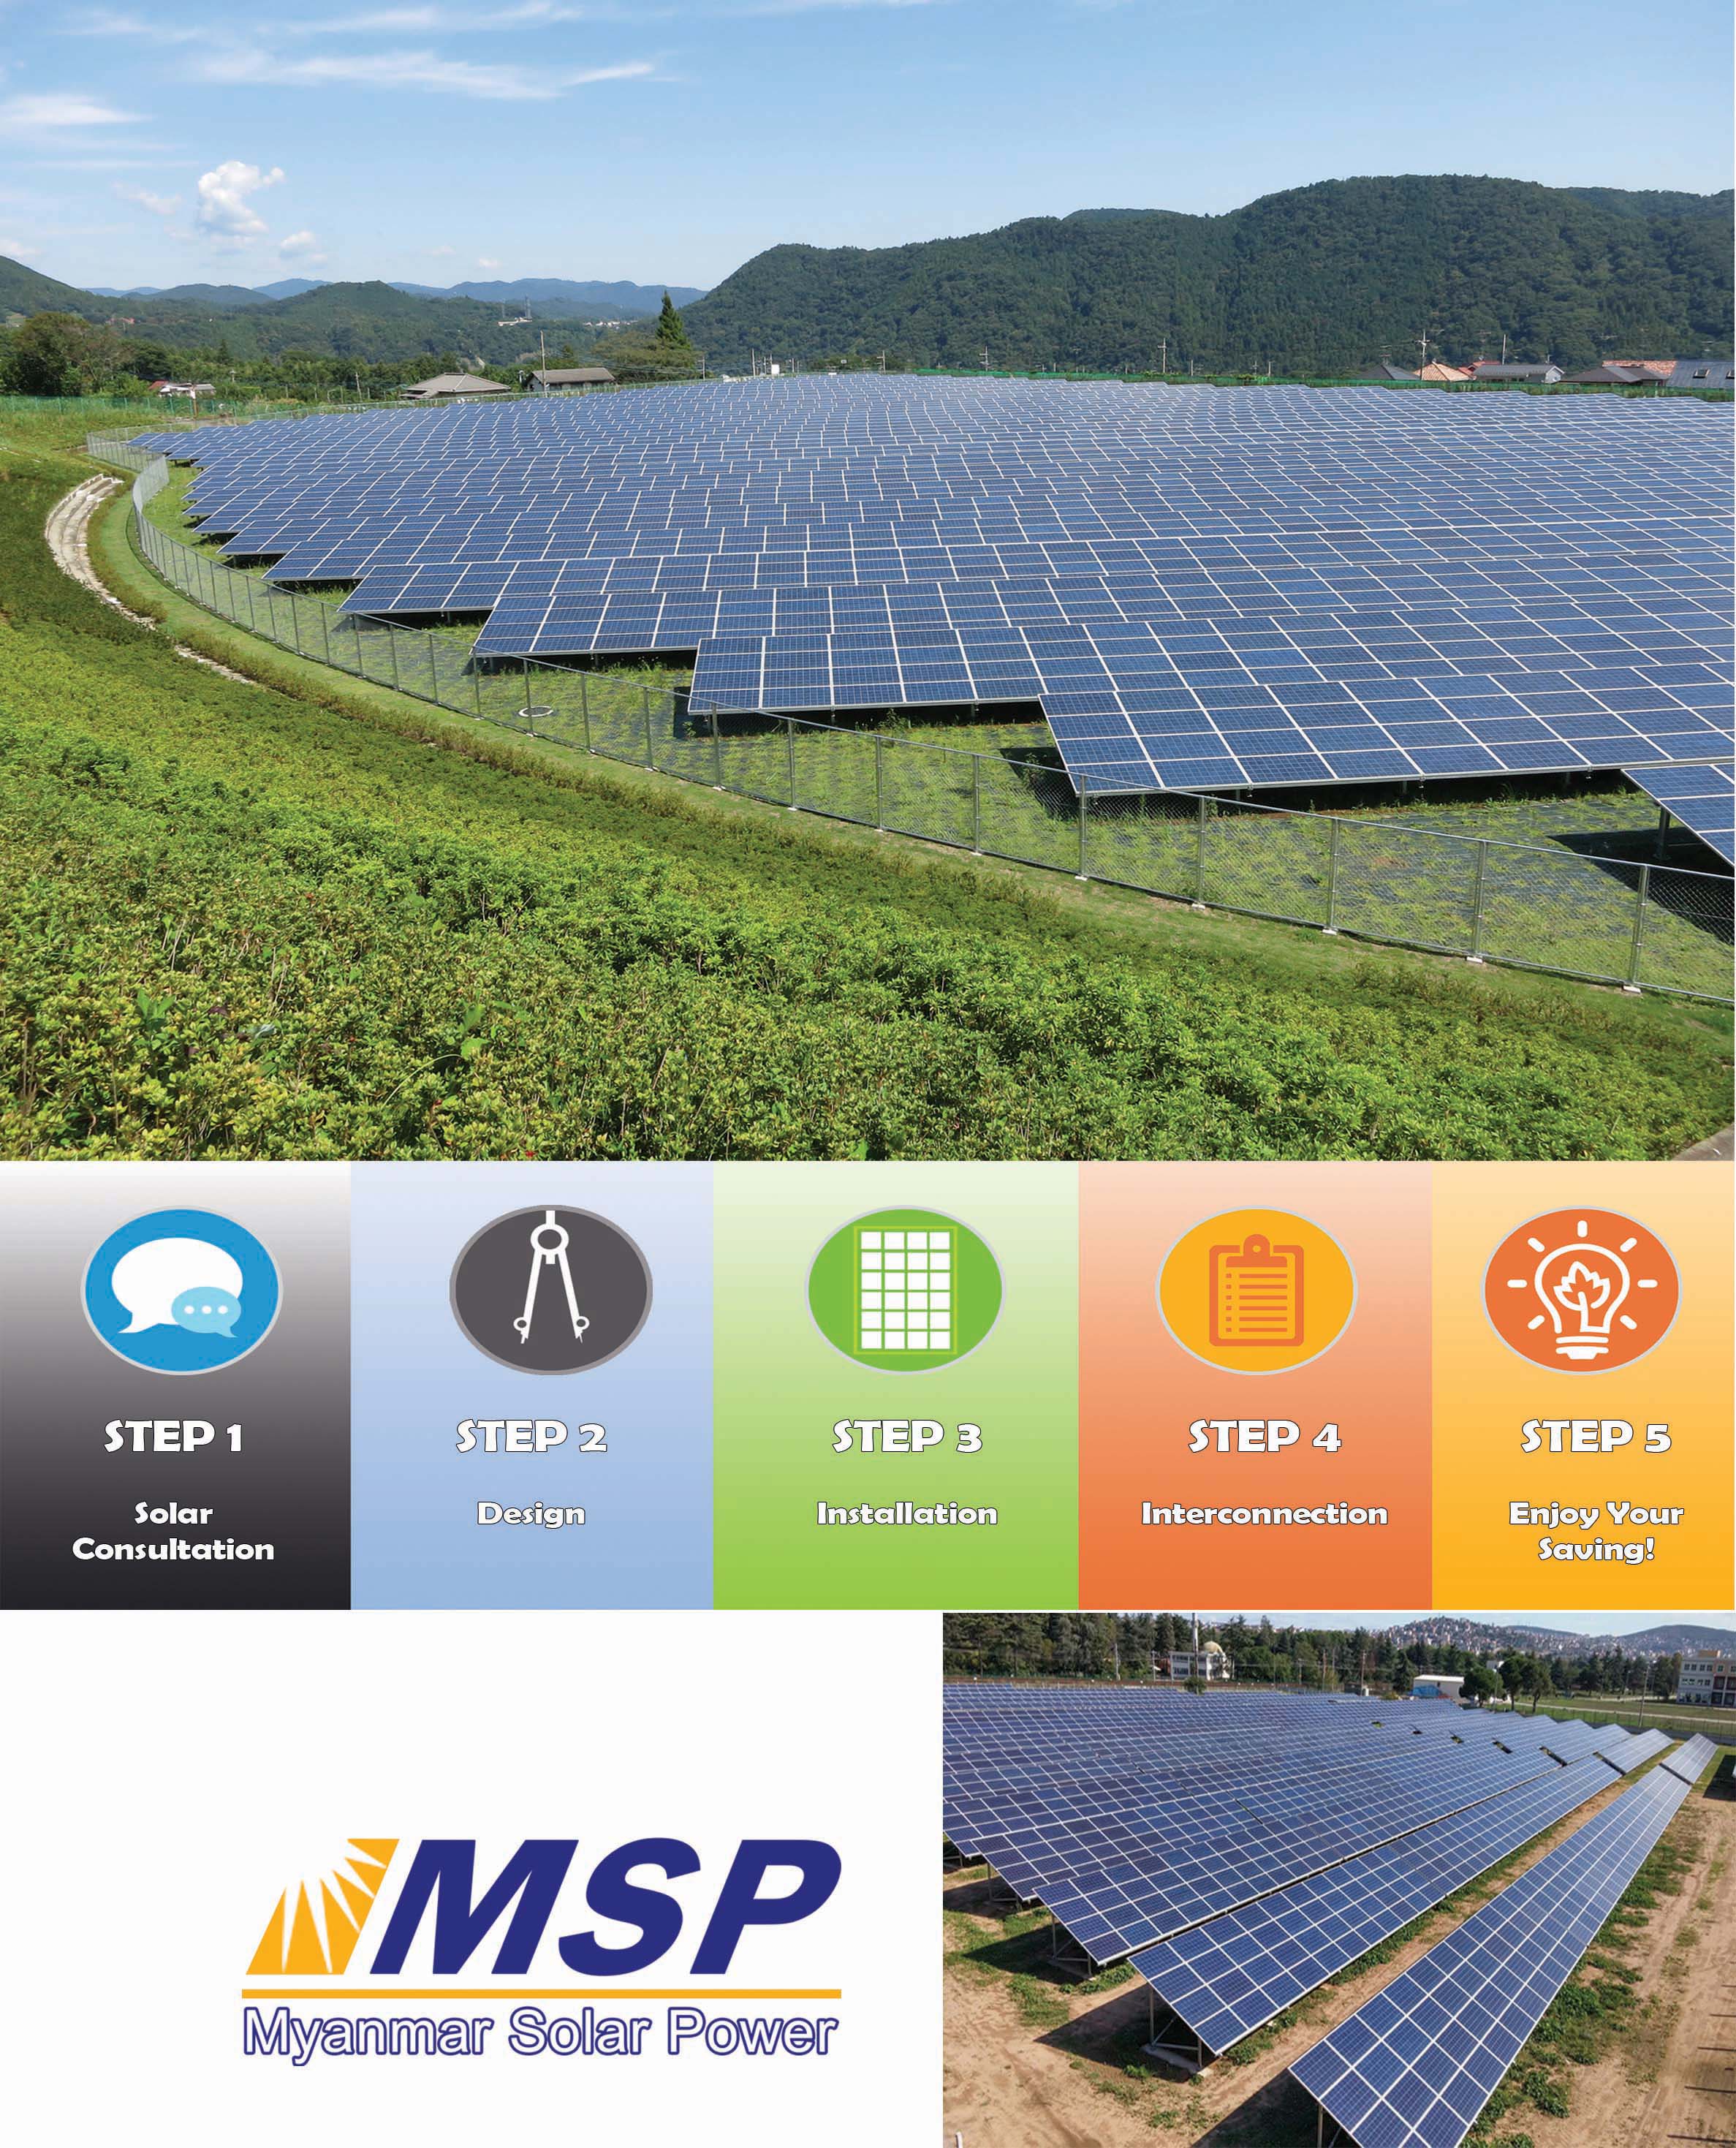 STEP 1
Solar
Consultation
STEP 2
Design
STEP 3
Installation
STEP 4
Interconnection
STEP 5
Enjoy Your
Saving!
MSP
Myanmar Solar Power